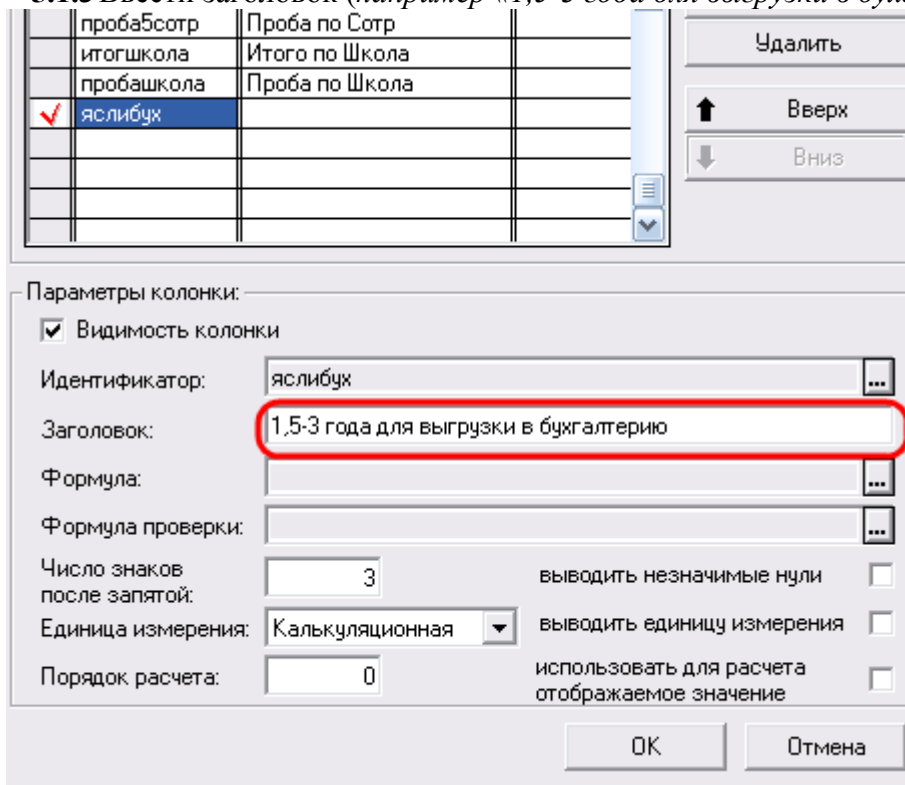 проба5сотр Проба по Сотр
Удалить
итогшкола Итого по Школа
пробашкола Проба по Школа
яслибух
Вверх
Вниз
Параметры колонки:
Видимость колонки
Идентификатор: яслибух ...
Заголовок: 1,5-3 года для выгрузки в бухгалтерию
Формула: ...
Формула проверки: ...
Число знаков
после запятой: 3 выводить незначимые нули
Единица измерения: Калькуляционная выводить единицу измерения
Порядок расчета: 0 использовать для расчета
отображаемое значение
ОК Отмена